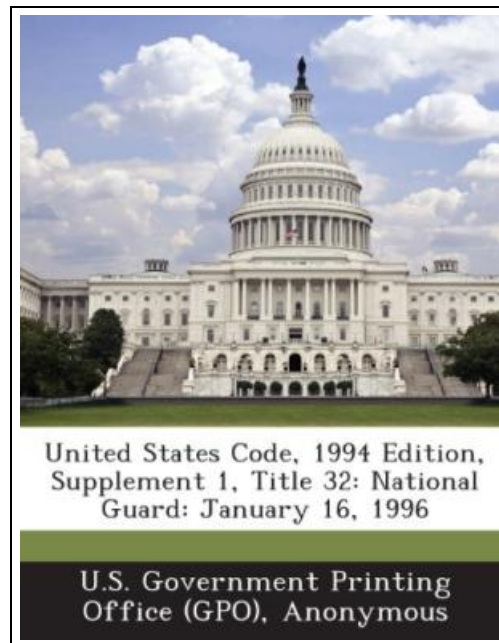 United States Code, 1994 Edition,
Supplement 1, Title 32: National
Guard: January 16, 1996
U.S. Government Printing
Office (GPO), Anonymous